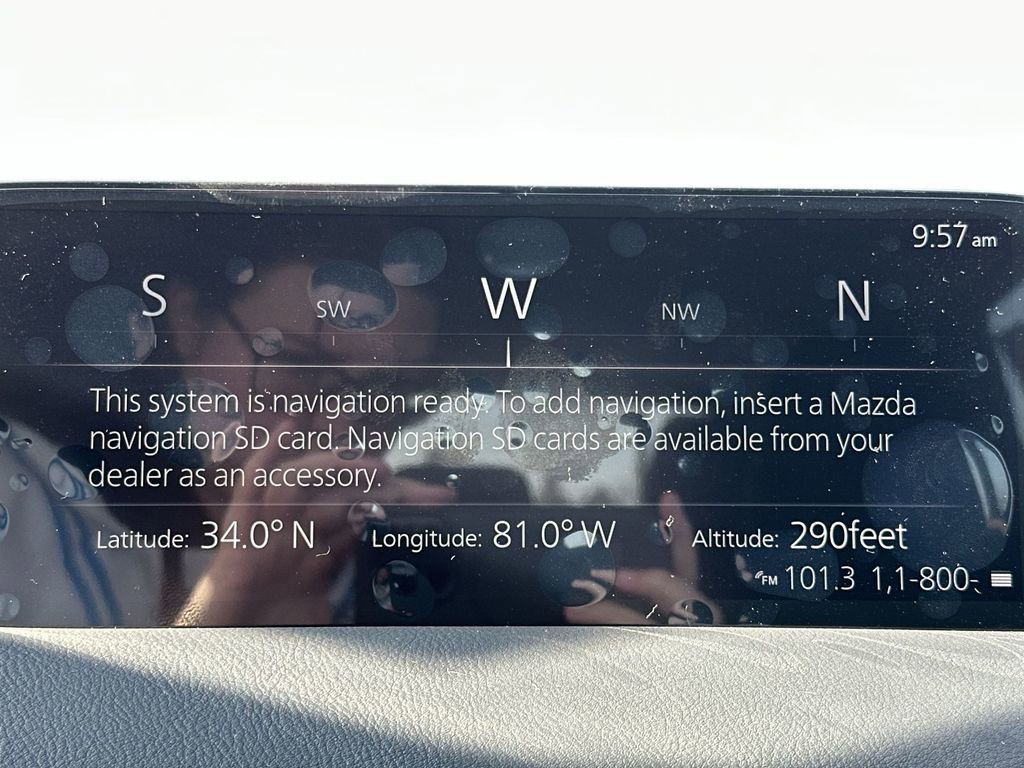 9:57 am
S SW W NW N
This system is navigation ready. To add navigation, insert a Mazda
navigation SD card. Navigation SD cards are available from your
dealer as an accessory.
Latitude: 34.0° N Longitude: 81.0° W Altitude: 290feet
FM 101.3 1,1-800-